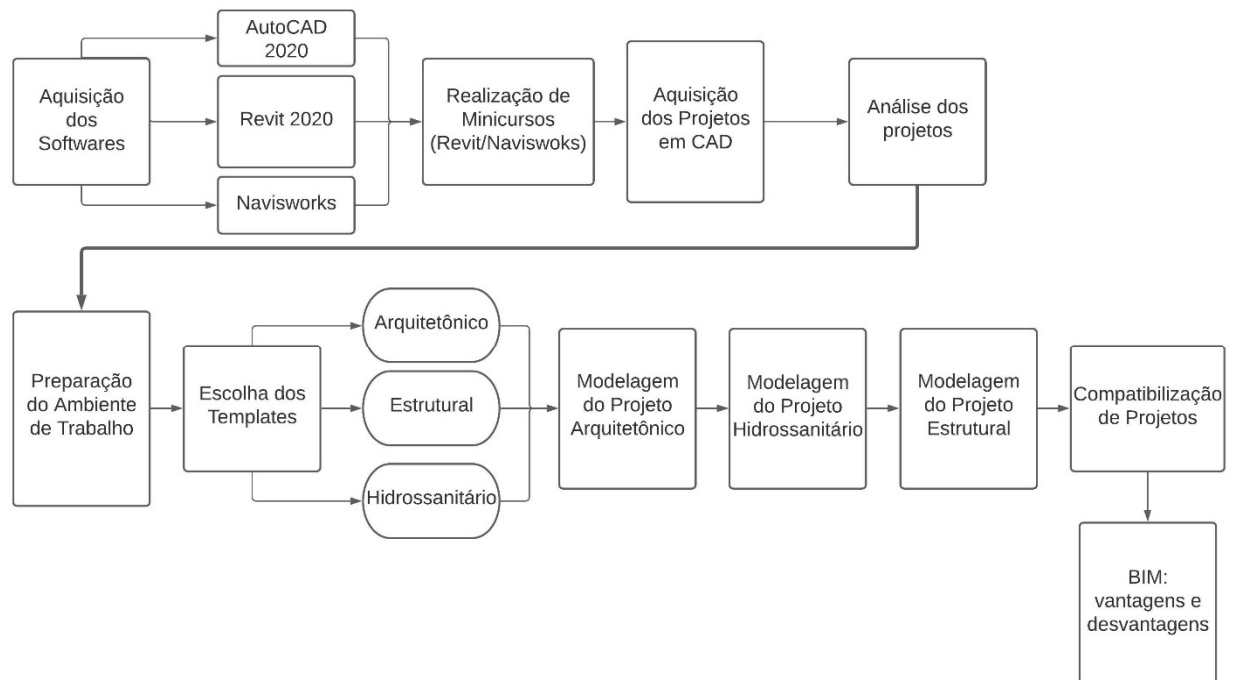 Aquisição
dos
Softwares
AutoCAD
2020
Revit 2020
Navisworks
Realização de
Minicursos
(Revit/Naviswoks)
Aquisição
dos Projetos
em CAD
Análise dos
projetos
Preparação
do Ambiente
de Trabalho
Escolha dos
Templates
Arquitetônico
Estrutural
Hidrossanitário
Modelagem
do Projeto
Arquitetônico
Modelagem
do Projeto
Hidrossanitário
Modelagem
do Projeto
Estrutural
Compatibilização
de Projetos
BIM:
vantagens e
desvantagens